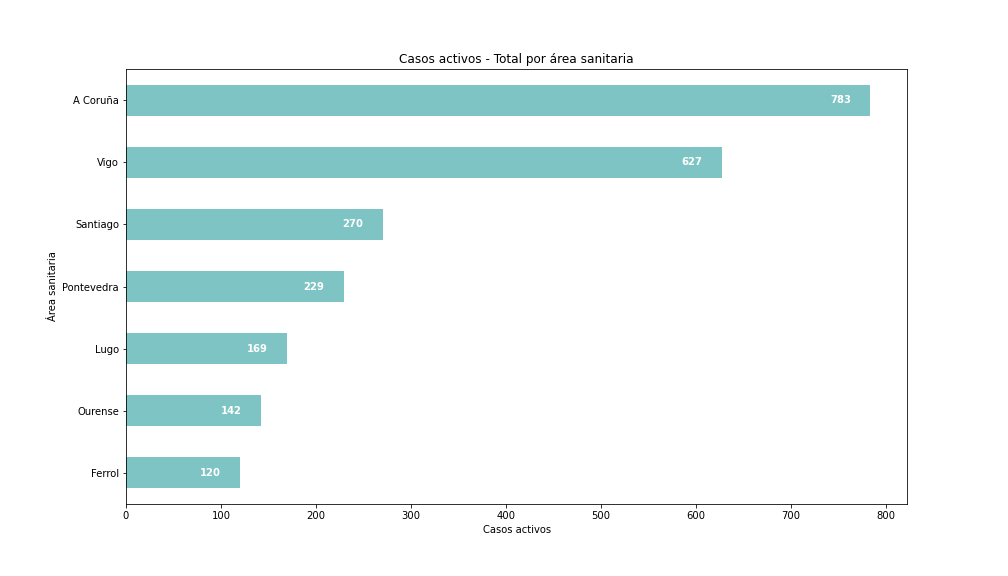 Casos activos - Total por área sanitaria
A Coruña
783
Vigo
627
Santiago
270
Pontevedra
229
Lugo
169
Ourense
142
Ferrol
120
Área sanitaria
0 100 200 300 400 500 600 700 800
Casos activos